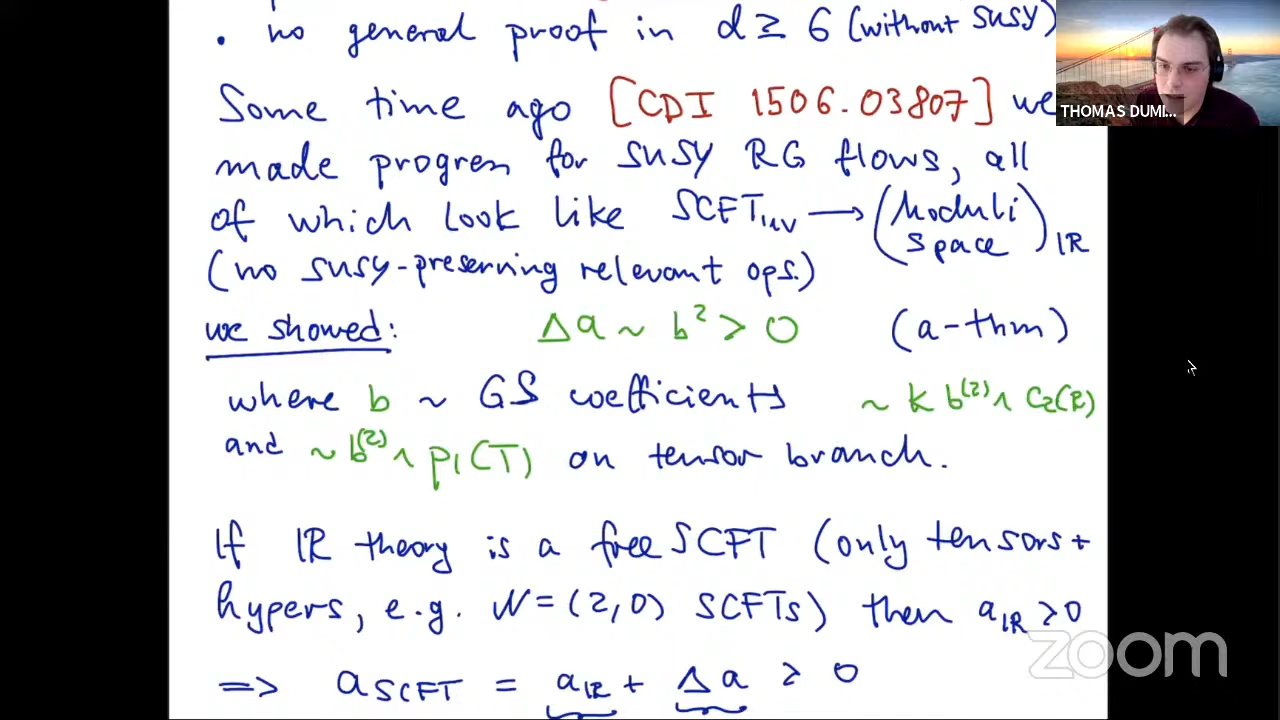 . no general proof in d ≥ 6 (without SUSY)
Some time ago [CDI 1506.03807] we
made progress for SUSY RG flows, all
of which look like SCFT_UV → (Moduli space)_IR
(no SUSY-preserving relevant ops.)
we showed: Δa ~ b² > 0 (a-thm)
where b ~ GS coefficients ~ k b^(2) ∧ c₂(R)
and ~ b^(2) ∧ p₁(T) on tensor branch.
If IR theory is a free SCFT (only tensors +
hypers, e.g. N=(2,0) SCFTs) then a_IR > 0
=> a_SCFT = a_IR + Δa ≥ 0
THOMAS DUMI...
zoom